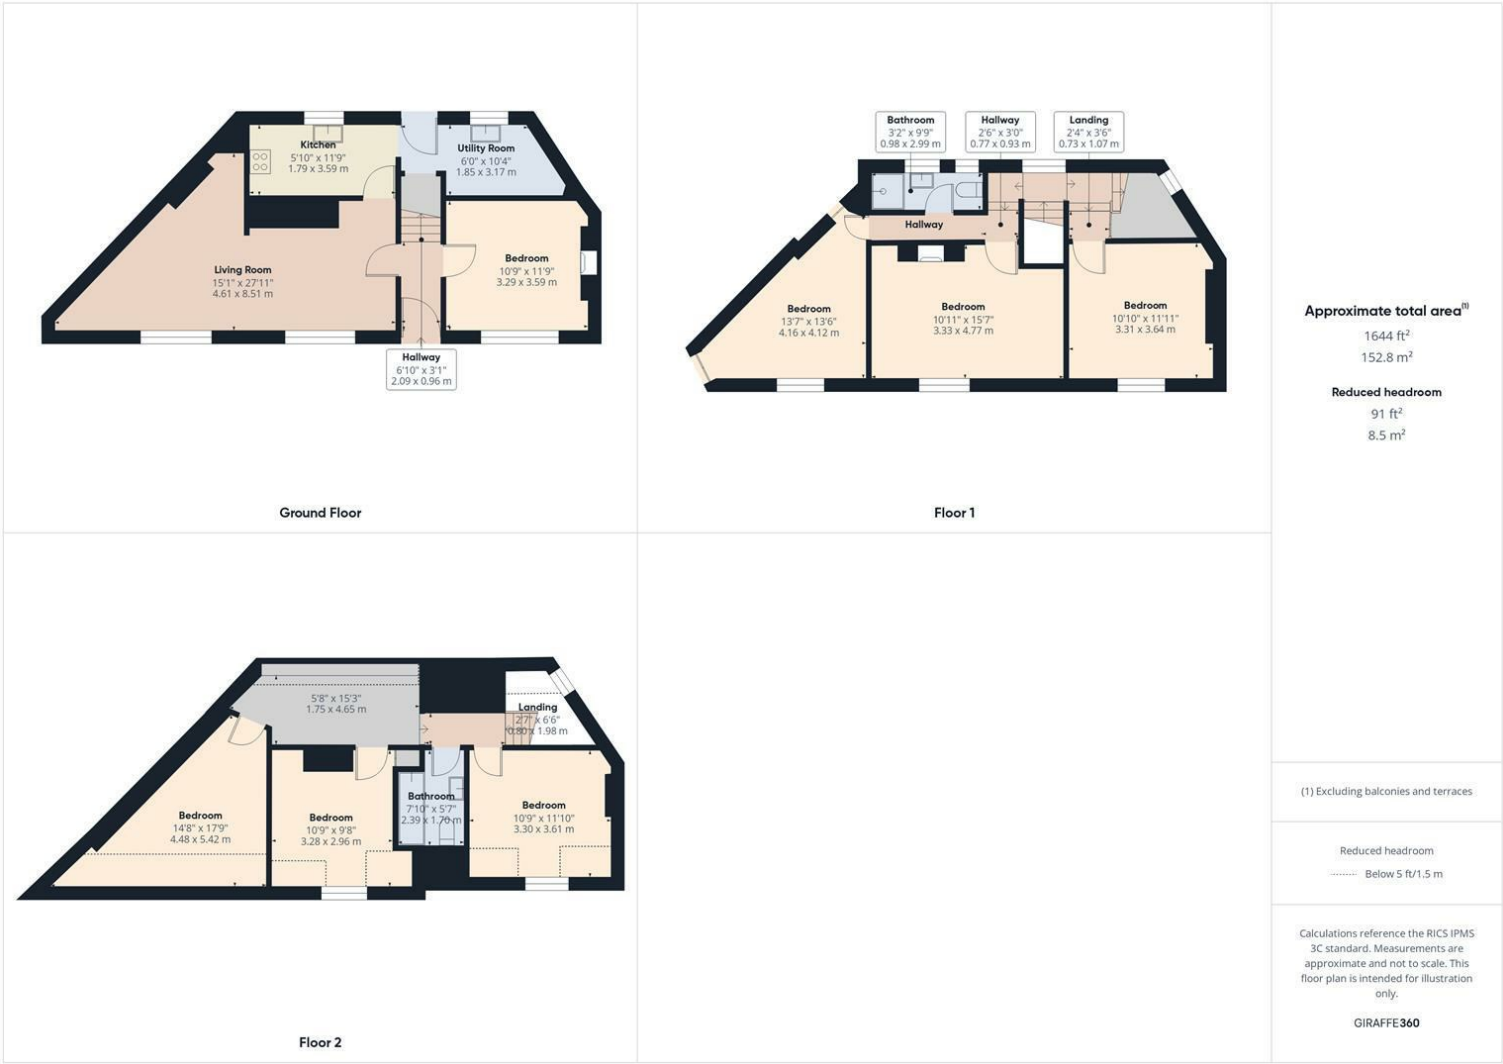 Kitchen
5'10" x 11'9"
1.79 x 3.59 m
Utility Room
6'0" x 10'4"
1.85 x 3.17 m
Living Room
15'1" x 27'11"
4.61 x 8.51 m
Bedroom
10'9" x 11'9"
3.29 x 3.59 m
Hallway
6'10" x 3'1"
2.09 x 0.96 m
Ground Floor
Bathroom
3'2" x 9'9"
0.98 x 2.99 m
Hallway
2'6" x 3'0"
0.77 x 0.93 m
Landing
2'4" x 3'6"
0.73 x 1.07 m
Hallway
Bedroom
13'7" x 13'6"
4.16 x 4.12 m
Bedroom
10'11" x 15'7"
3.33 x 4.77 m
Bedroom
10'10" x 11'11"
3.31 x 3.64 m
Floor 1
Approximate total area(1)
1644 ft²
152.8 m²
Reduced headroom
91 ft²
8.5 m²
5'8" x 15'3"
1.75 x 4.65 m
Landing
2'7" x 6'6"
0.80 x 1.98 m
Bedroom
14'8" x 17'9"
4.48 x 5.42 m
Bedroom
10'9" x 9'8"
3.28 x 2.96 m
Bathroom
7'10" x 5'7"
2.39 x 1.70 m
Bedroom
10'9" x 11'10"
3.30 x 3.61 m
Floor 2
(1) Excluding balconies and terraces
Reduced headroom
Below 5 ft/1.5 m
Calculations reference the RICS IPMS
3C standard. Measurements are
approximate and not to scale. This
floor plan is intended for illustration
only.
GIRAFFE360